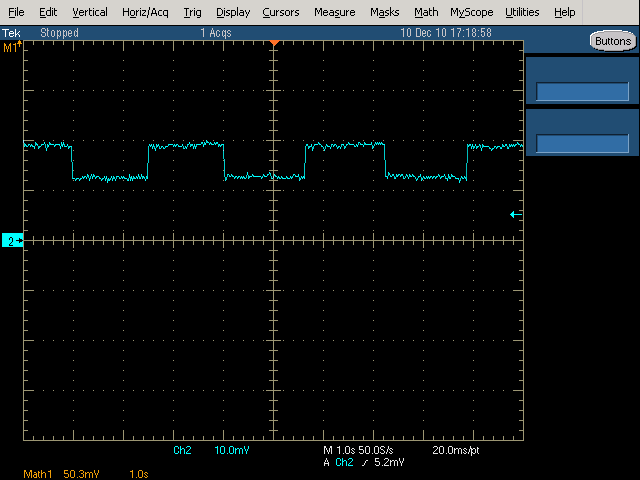 File Edit Vertical Horiz/Acq Trig Display Cursors Measure Masks Math MyScope Utilities Help
Tek Stopped 1 Acqs 10 Dec 10 17:18:58 Buttons
M1
2
Ch2 10.0mV M 1.0s 50.0S/s 20.0ms/pt
A Ch2 / 5.2mV
Math1 50.3mV 1.0s